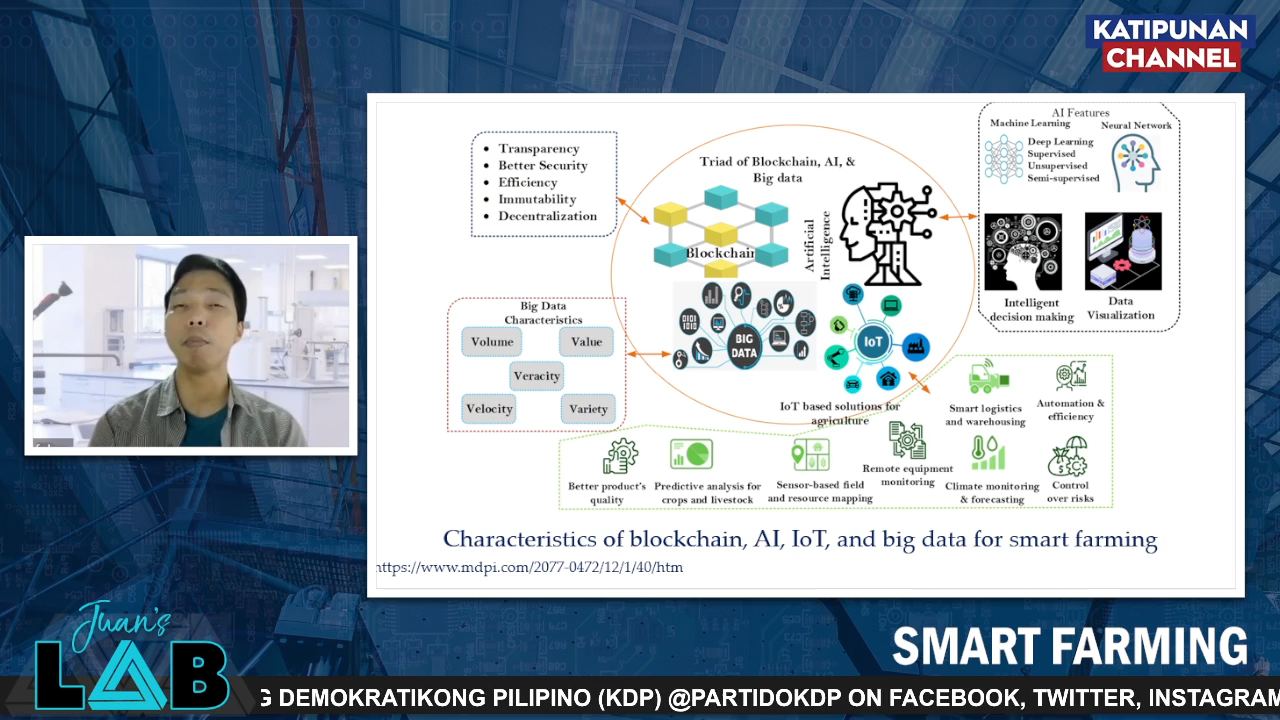 KATIPUNAN
CHANNEL
• Transparency
• Better Security
• Efficiency
• Immutability
• Decentralization
Triad of Blockchain, AI, &
Big data
Blockchain
Artificial
Intelligence
AI Features
Machine Learning
Neural Network
Deep Learning
Supervised
Unsupervised
Semi-supervised
Intelligent
decision making
Data
Visualization
Big Data
Characteristics
Volume
Value
Veracity
Velocity
Variety
BIG
DATA
IoT
IoT based solutions for
agriculture
Smart logistics
and warehousing
Automation &
efficiency
Better product's
quality
Predictive analysis for
crops and livestock
Sensor-based field
and resource mapping
Remote equipment
monitoring
Climate monitoring
& forecasting
Control
over risks
Characteristics of blockchain, AI, IoT, and big data for smart farming
https://www.mdpi.com/2077-0472/12/1/40/htm
Juan's
LAB
SMART FARMING
G DEMOKRATIKONG PILIPINO (KDP) @PARTIDOKDP ON FACEBOOK, TWITTER, INSTAGRAM